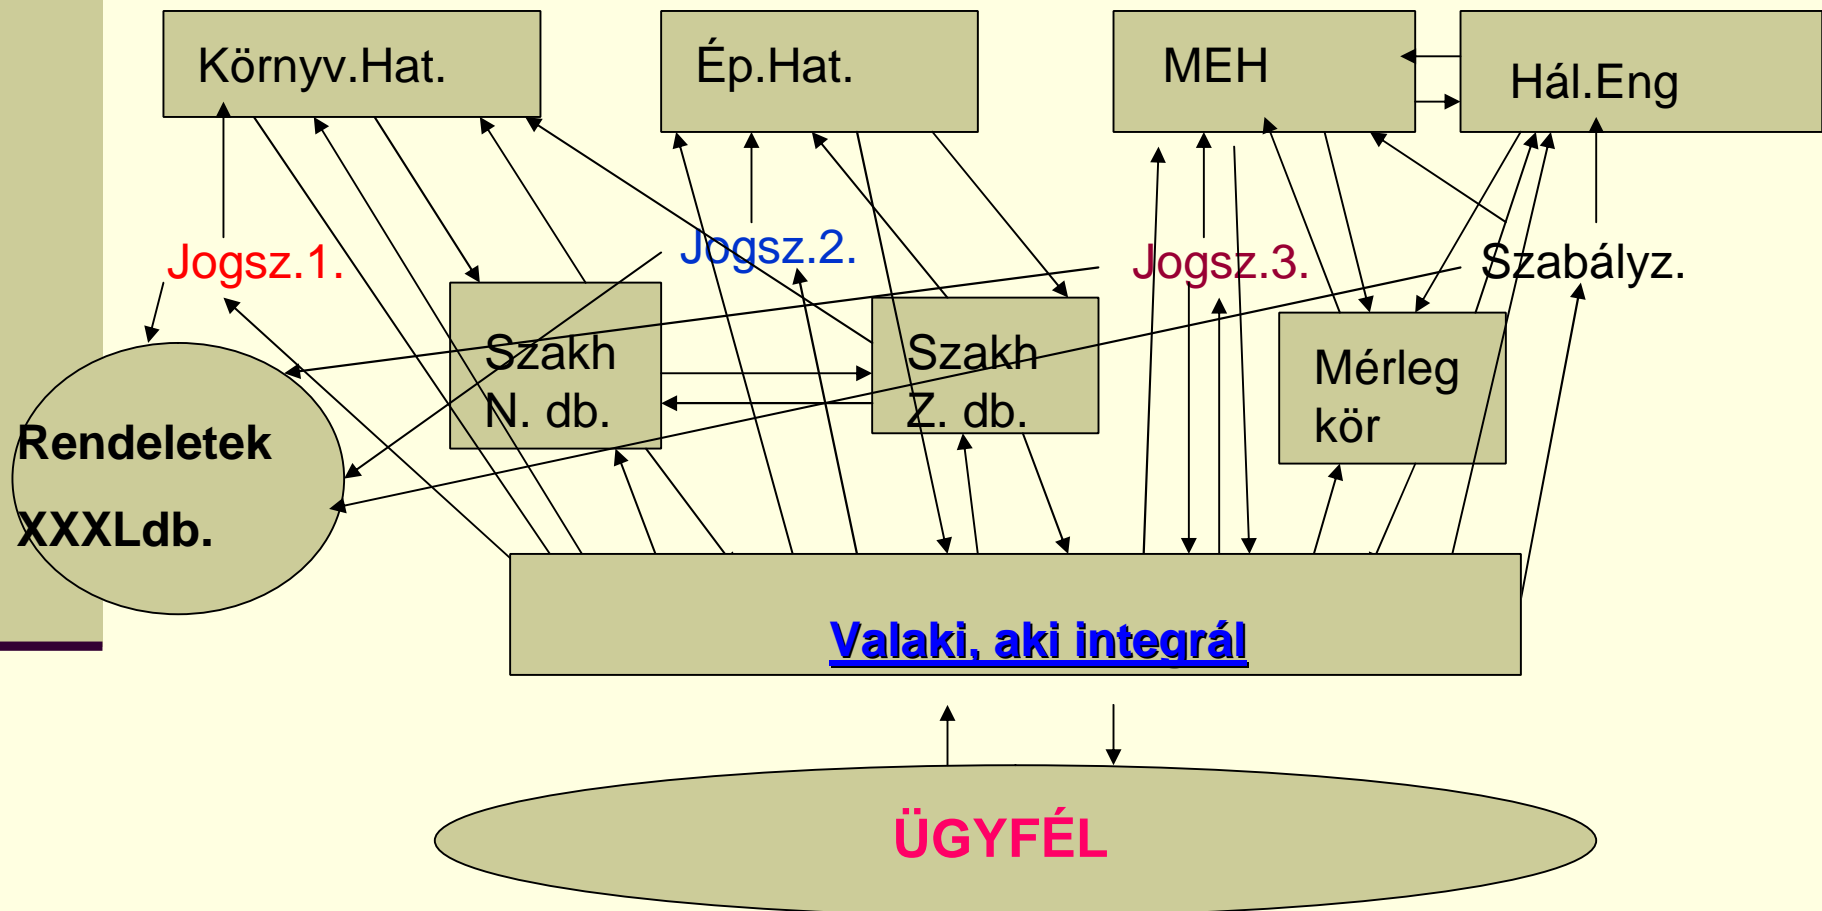 Környv.Hat.
Ép.Hat.
MEH
Hál.Eng
Jogsz.1.
Jogsz.2.
Jogsz.3.
Szabályz.
Szakh
N. db.
Szakh
Z. db.
Mérleg
kör
Rendeletek
XXXLdb.
Valaki, aki integrál
ÜGYFÉL